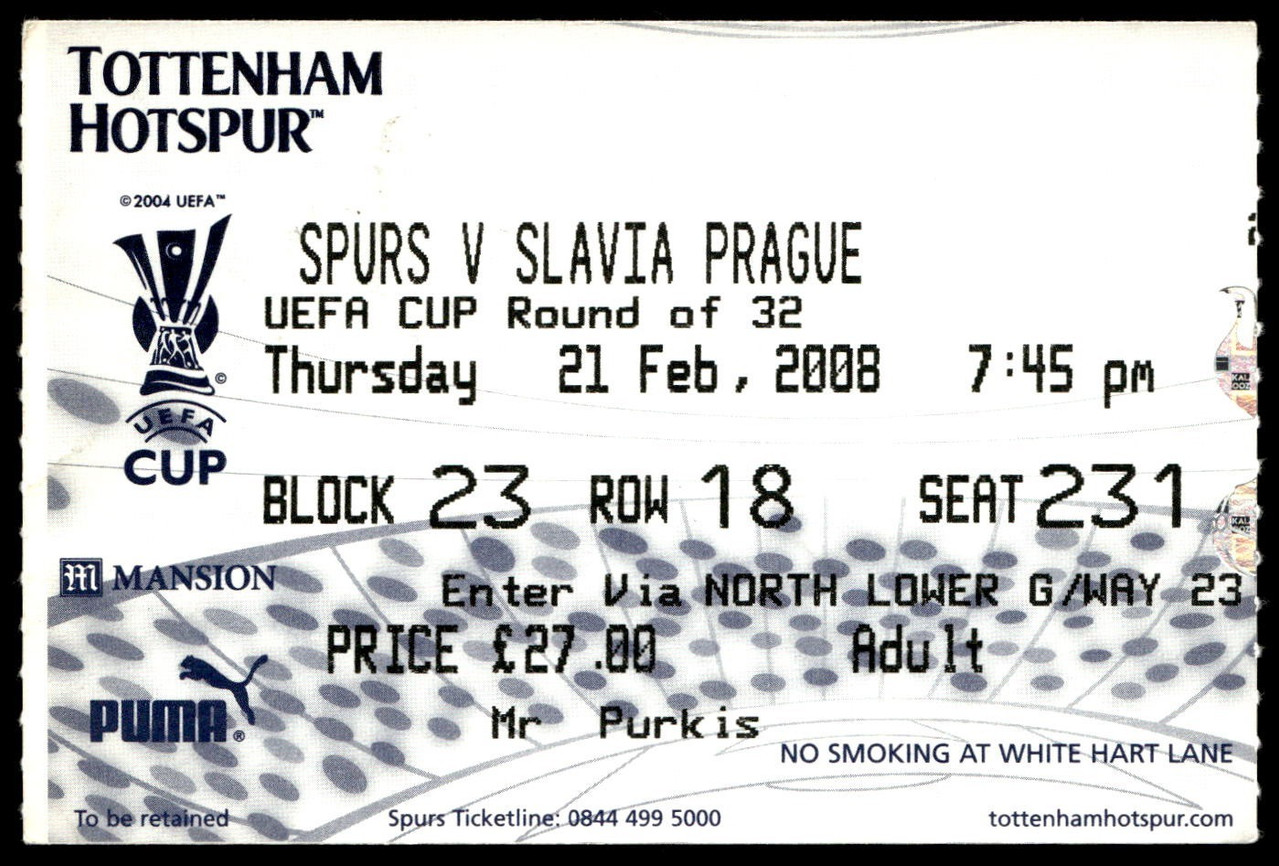 TOTTENHAM
HOTSPUR™
©2004 UEFA™
SPURS V SLAVIA PRAGUE
UEFA CUP Round of 32
Thursday 21 Feb, 2008 7:45 pm
©
UEFA
CUP
BLOCK 23 ROW 18 SEAT 231
M MANSION
Enter Via NORTH LOWER G/WAY 23
PRICE £27.00 Adult
PUMA®
Mr Purkis
NO SMOKING AT WHITE HART LANE
To be retained Spurs Ticketline: 0844 499 5000 tottenhamhotspur.com